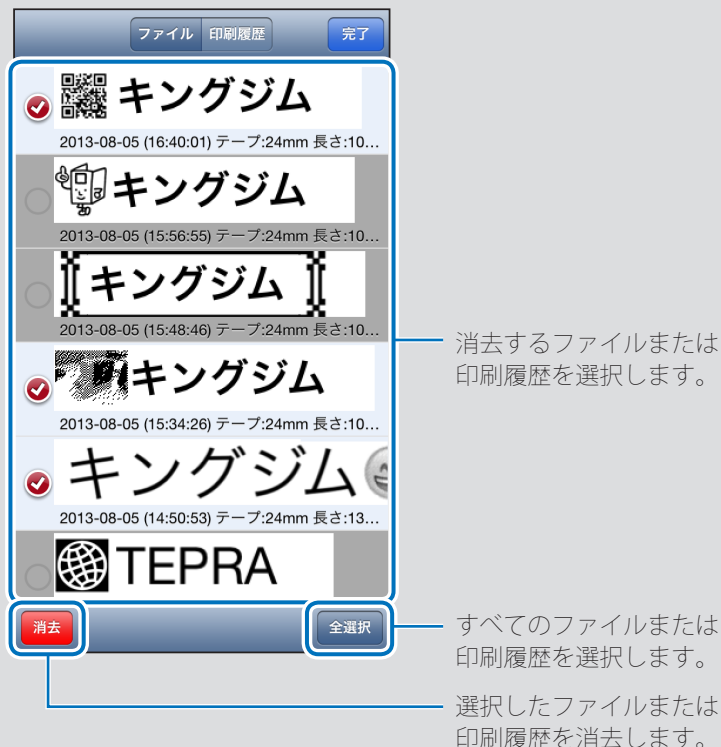 ファイル 印刷履歴 完了
キングジム
2013-08-05 (16:40:01) テープ:24mm 長さ:10…
キングジム
2013-08-05 (15:56:55) テープ:24mm 長さ:10…
キングジム
2013-08-05 (15:48:46) テープ:24mm 長さ:10…
キングジム
2013-08-05 (15:34:26) テープ:24mm 長さ:10…
キングジム
2013-08-05 (14:50:53) テープ:24mm 長さ:13…
TEPRA
消去 全選択
消去するファイルまたは
印刷履歴を選択します。
すべてのファイルまたは
印刷履歴を選択します。
選択したファイルまたは
印刷履歴を消去します。